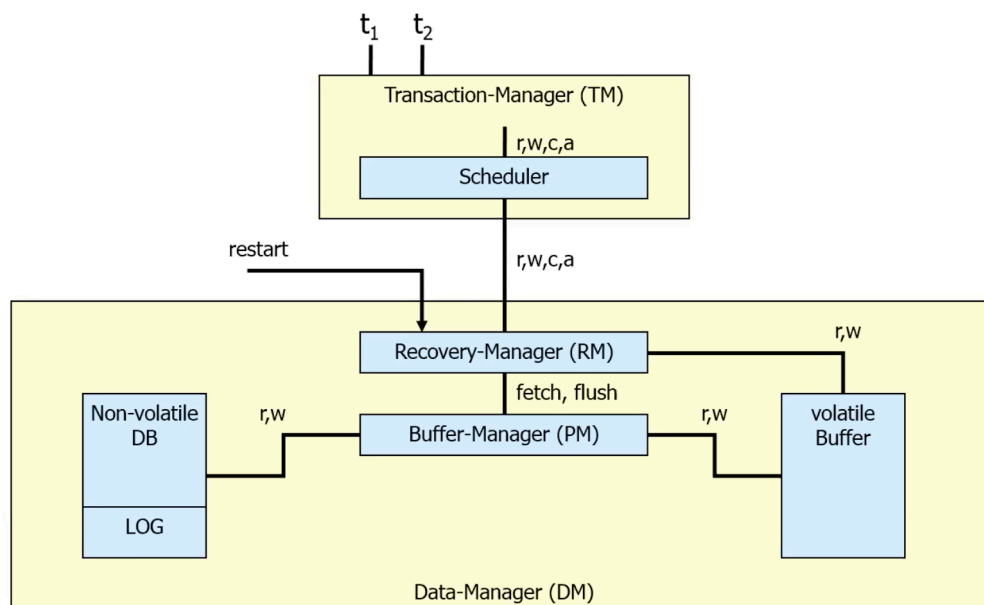 t₁ t₂
Transaction-Manager (TM)
r,w,c,a
Scheduler
restart
r,w,c,a
Recovery-Manager (RM)
r,w
fetch, flush
Non-volatile
DB
r,w
Buffer-Manager (PM)
r,w
volatile
Buffer
LOG
Data-Manager (DM)